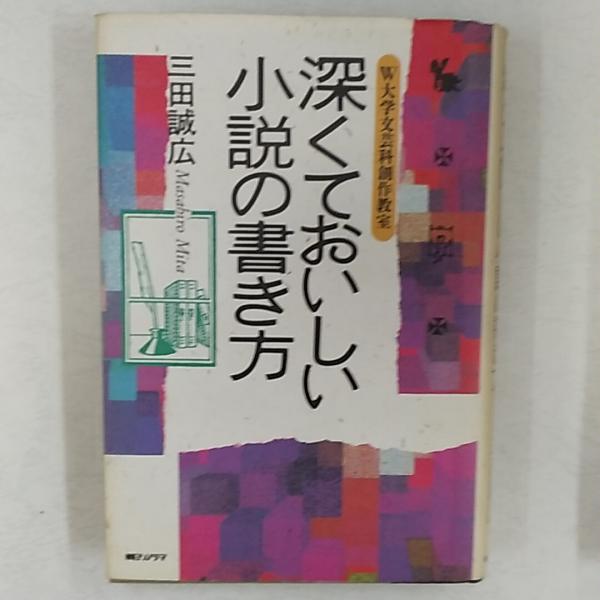 W大学文芸科創作教室
深くておいしい
小説の書き方
三田誠広
Masahiro Mita